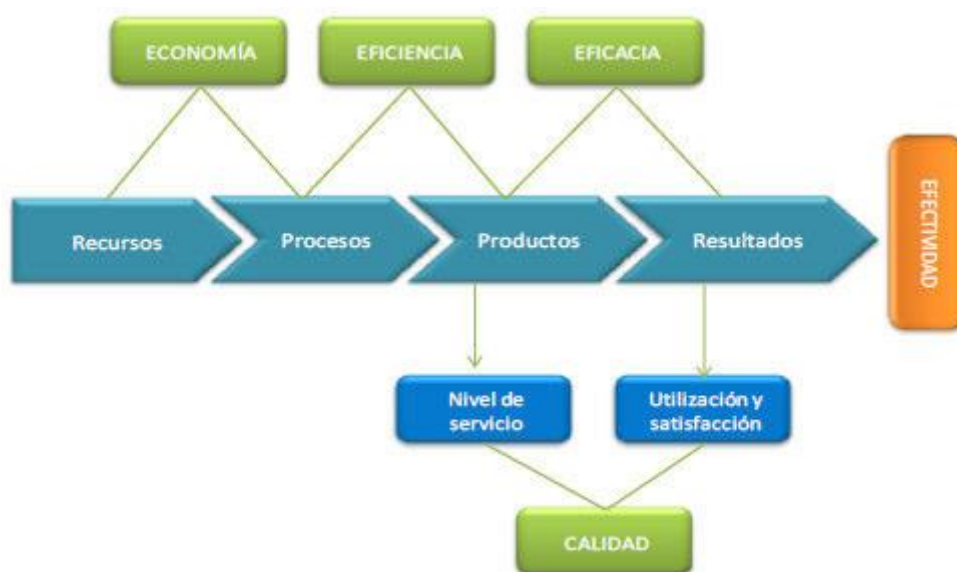 ECONOMÍA
EFICIENCIA
EFICACIA
EFECTIVIDAD
Recursos
Procesos
Productos
Resultados
Nivel de
servicio
Utilización y
satisfacción
CALIDAD